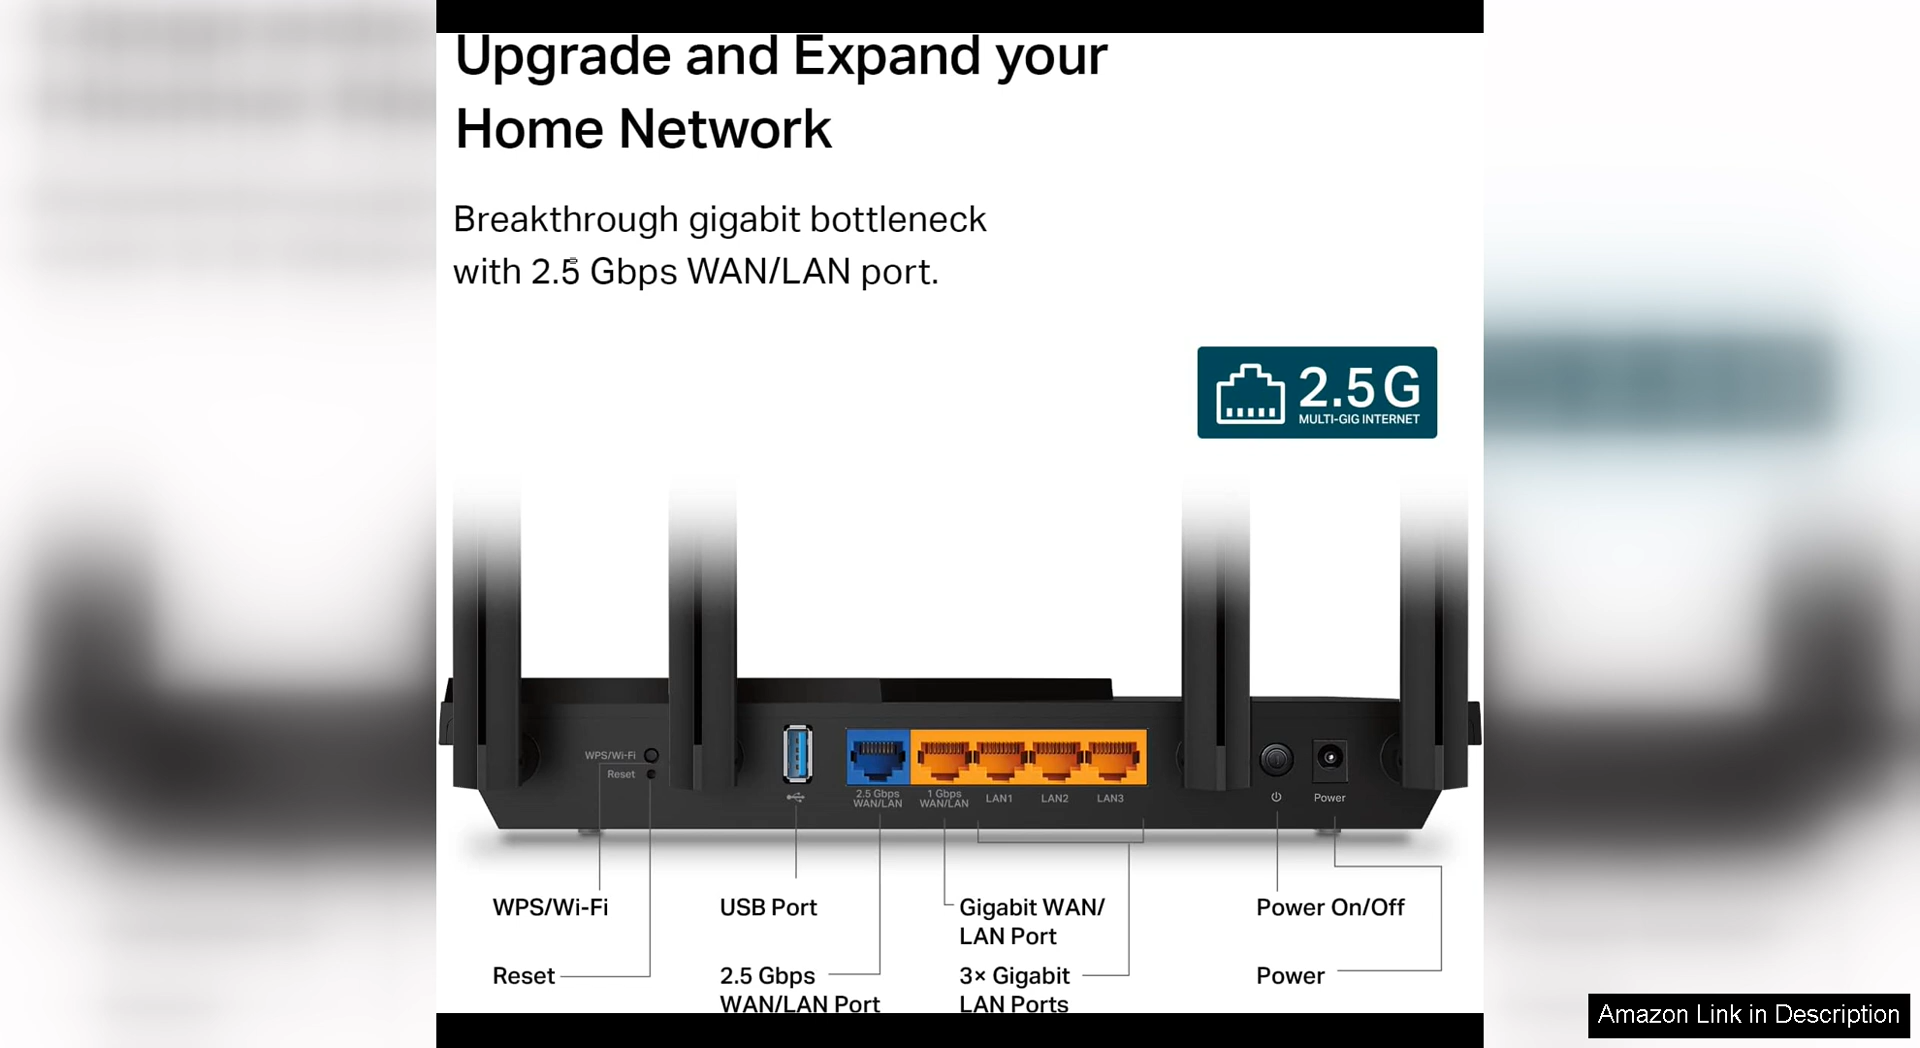 Upgrade and Expand your
Home Network
Breakthrough gigabit bottleneck
with 2.5 Gbps WAN/LAN port.
2.5G
MULTI-GIG INTERNET
WPS/Wi-Fi
Reset
2.5 Gbps
WAN/LAN
1 Gbps
WAN/LAN
LAN1
LAN2
LAN3
Power
WPS/Wi-Fi
Reset
USB Port
2.5 Gbps
WAN/LAN Port
Gigabit WAN/
LAN Port
3× Gigabit
LAN Ports
Power On/Off
Power
Amazon Link in Description